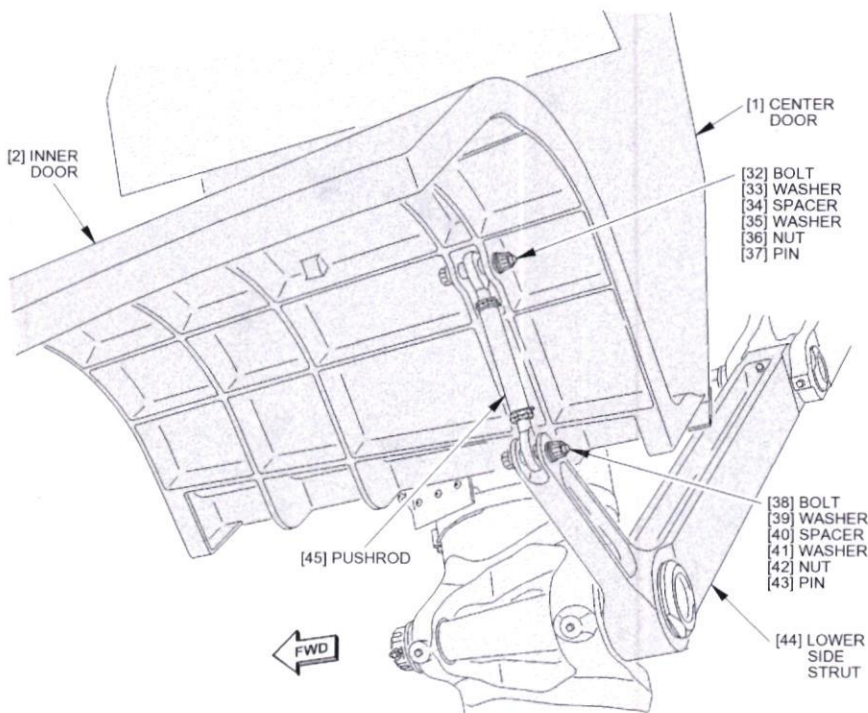 [1] CENTER
DOOR
[2] INNER
DOOR
[32] BOLT
[33] WASHER
[34] SPACER
[35] WASHER
[36] NUT
[37] PIN
[38] BOLT
[39] WASHER
[40] SPACER
[41] WASHER
[42] NUT
[43] PIN
[45] PUSHROD
[44] LOWER
SIDE
STRUT
FWD